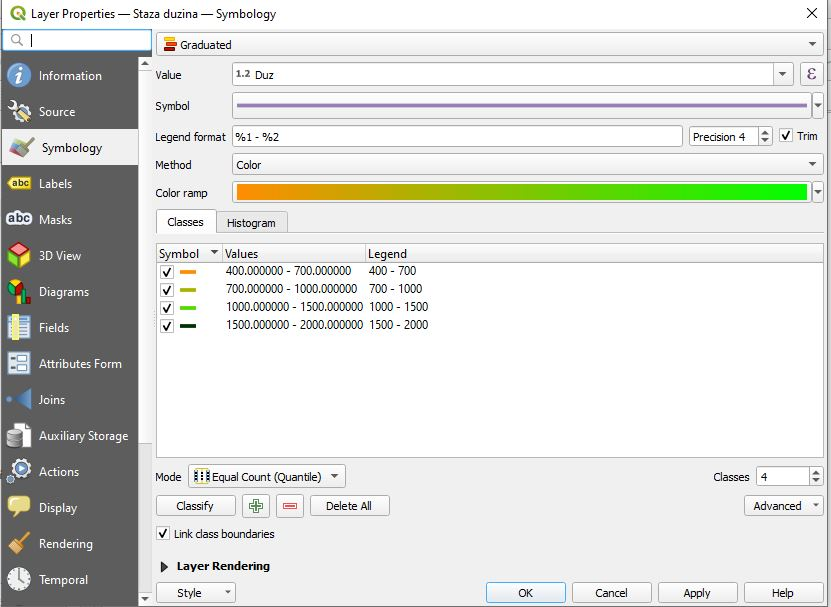 Layer Properties — Staza duzina — Symbology
Information
Source
Symbology
abc Labels
abc Masks
3D View
Diagrams
Fields
Attributes Form
Joins
Auxiliary Storage
Actions
Display
Rendering
Temporal
Graduated
Value 1.2 Duz ε
Symbol
Legend format %1 - %2 Precision 4 Trim
Method Color
Color ramp
Classes Histogram
Symbol Values Legend
400.000000 - 700.000000 400 - 700
700.000000 - 1000.000000 700 - 1000
1000.000000 - 1500.000000 1000 - 1500
1500.000000 - 2000.000000 1500 - 2000
Mode Equal Count (Quantile) Classes 4
Classify Delete All Advanced
Link class boundaries
Layer Rendering
Style OK Cancel Apply Help